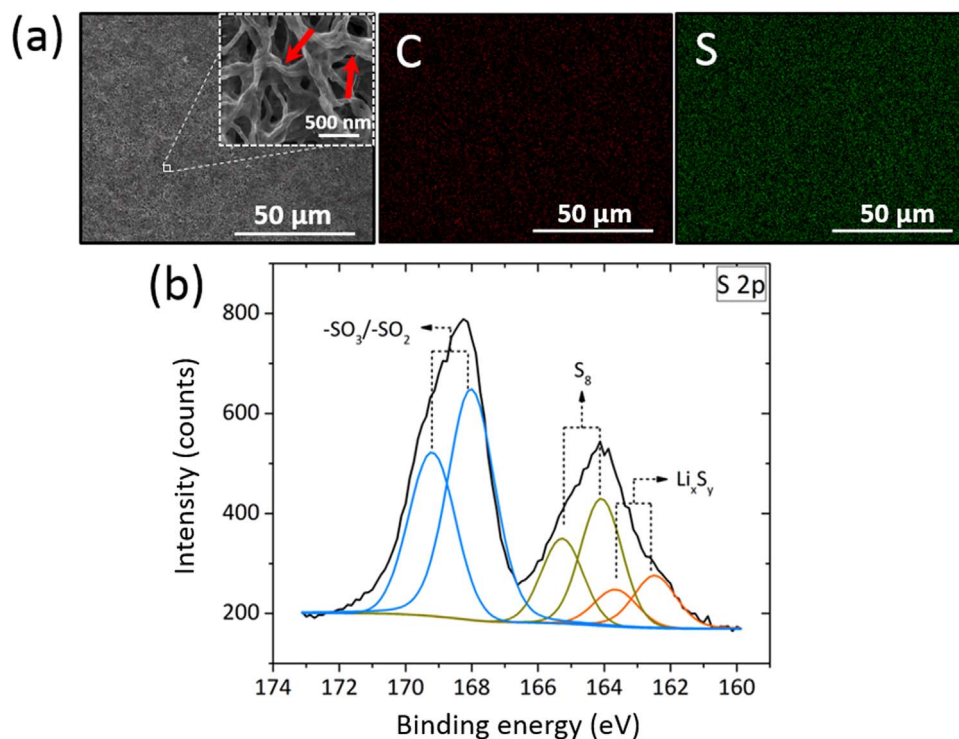 (a)
500 nm
50 µm
C
50 µm
S
50 µm
(b)
S 2p
-SO₃/-SO₂
S₈
LiₓSᵧ
Intensity (counts)
800
600
400
200
174 172 170 168 166 164 162 160
Binding energy (eV)